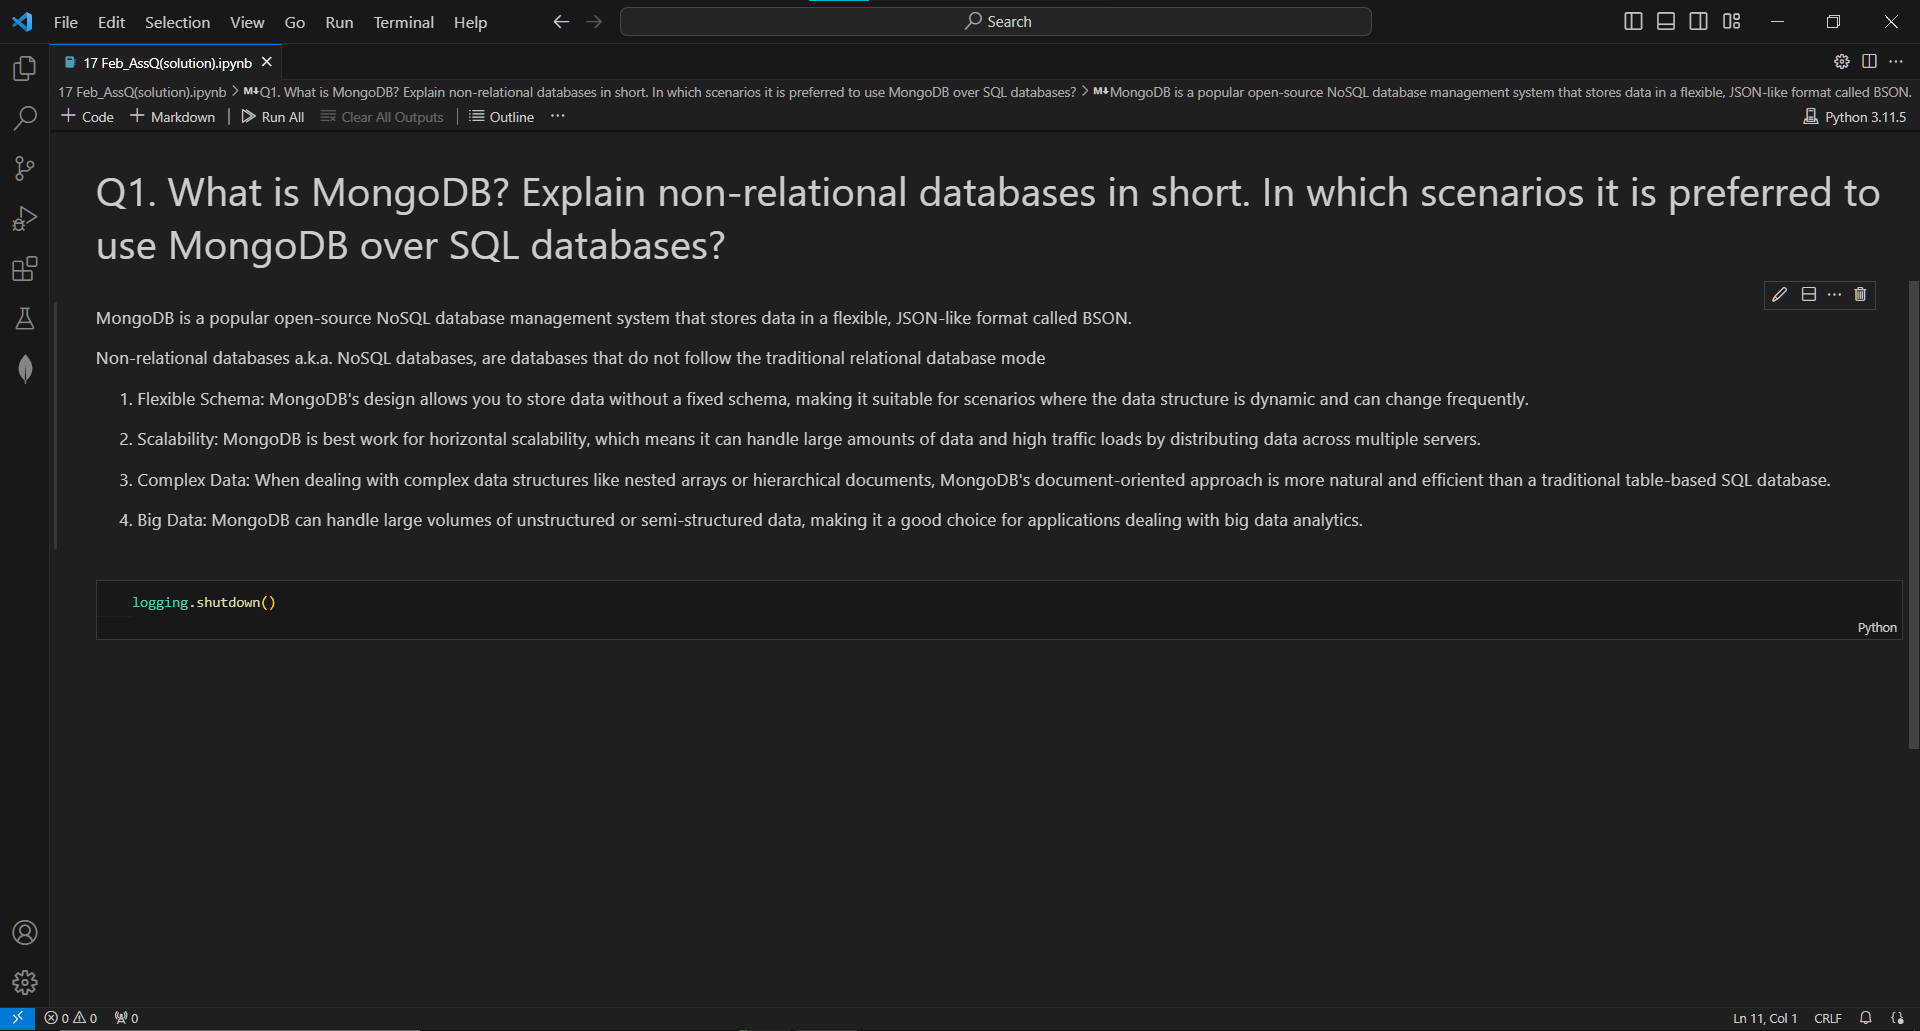 File Edit Selection View Go Run Terminal Help Search
17 Feb_AssQ(solution).ipynb
17 Feb_AssQ(solution).ipynb > M↓Q1. What is MongoDB? Explain non-relational databases in short. In which scenarios it is preferred to use MongoDB over SQL databases? > M↓MongoDB is a popular open-source NoSQL database management system that stores data in a flexible, JSON-like format called BSON.
+ Code + Markdown | Run All Clear All Outputs | Outline ... Python 3.11.5
Q1. What is MongoDB? Explain non-relational databases in short. In which scenarios it is preferred to
use MongoDB over SQL databases?
MongoDB is a popular open-source NoSQL database management system that stores data in a flexible, JSON-like format called BSON.
Non-relational databases a.k.a. NoSQL databases, are databases that do not follow the traditional relational database mode
1. Flexible Schema: MongoDB's design allows you to store data without a fixed schema, making it suitable for scenarios where the data structure is dynamic and can change frequently.
2. Scalability: MongoDB is best work for horizontal scalability, which means it can handle large amounts of data and high traffic loads by distributing data across multiple servers.
3. Complex Data: When dealing with complex data structures like nested arrays or hierarchical documents, MongoDB's document-oriented approach is more natural and efficient than a traditional table-based SQL database.
4. Big Data: MongoDB can handle large volumes of unstructured or semi-structured data, making it a good choice for applications dealing with big data analytics.
logging.shutdown()
Python
0 0 0 Ln 11, Col 1 CRLF